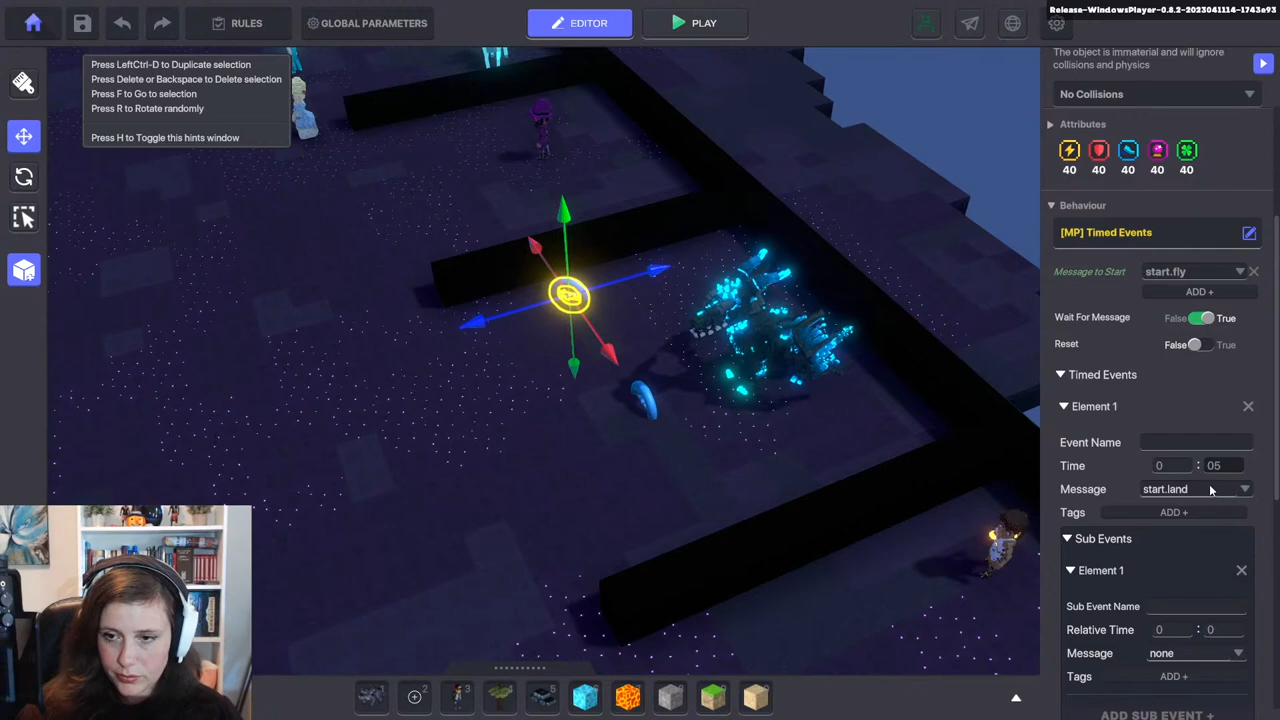 RULES
GLOBAL PARAMETERS
EDITOR
PLAY
Release-WindowsPlayer-0.8.2-2023041114-1743e93
Press LeftCtrl-D to Duplicate selection
Press Delete or Backspace to Delete selection
Press F to Go to selection
Press R to Rotate randomly
Press H to Toggle this hints window
The object is immaterial and will ignore
collisions and physics
No Collisions
Attributes
40 40 40 40 40
Behaviour
[MP] Timed Events
Message to Start start.fly
ADD +
Wait For Message False True
Reset False True
Timed Events
Element 1
Event Name
Time 0 : 05
Message start.land
Tags ADD +
Sub Events
Element 1
Sub Event Name
Relative Time 0 : 0
Message none
Tags ADD +
ADD SUB EVENT +
2 3 5